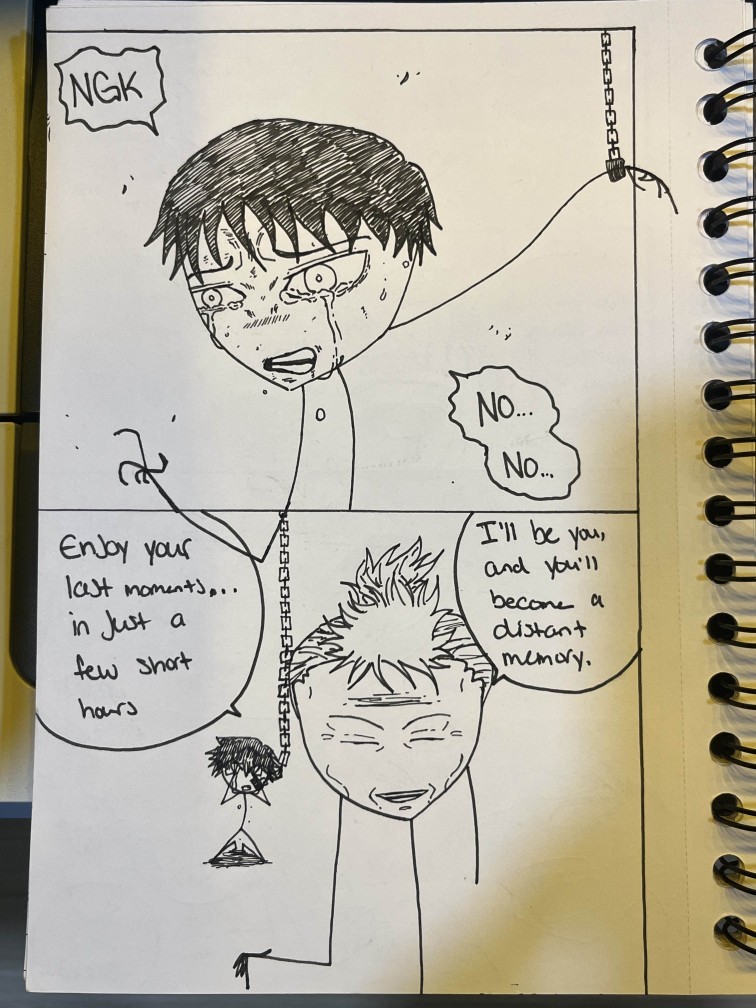 NGK
NO...
NO...
Enjoy your
last moments...
in just a
few short
hours
I'll be you,
and you'll
become a
distant
memory.